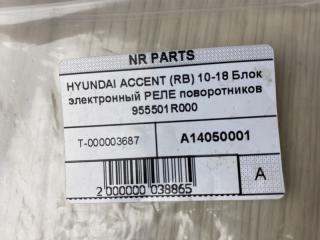 NR PARTS
HYUNDAI ACCENT (RB) 10-18 Блок
электронный РЕЛЕ поворотников
955501R000
T-000003687
A14050001
2 000000 038865
A